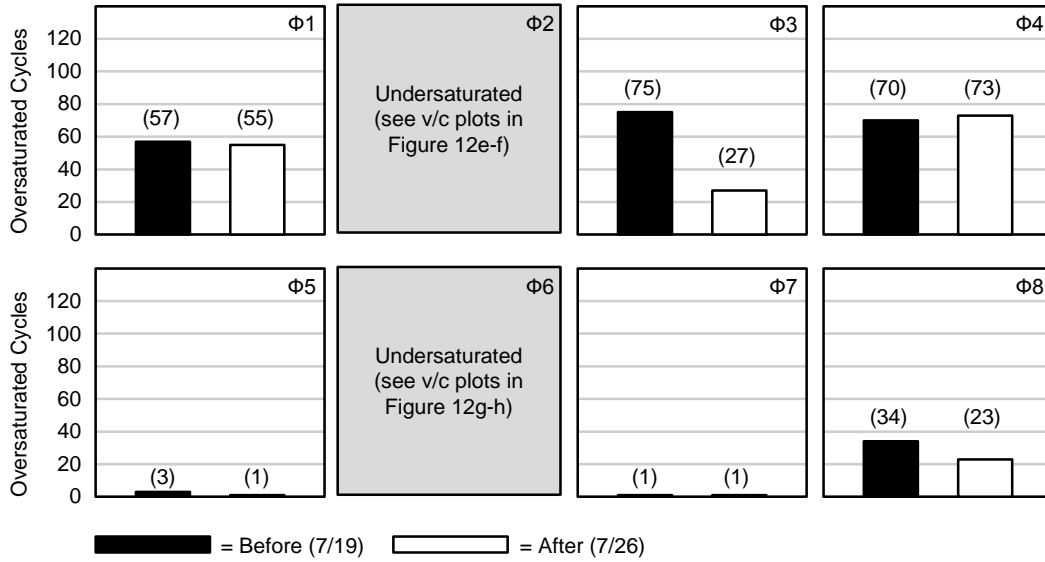 Oversaturated Cycles
120
100
80
60
40
20
0
Φ1
(57)
(55)
Φ2
Undersaturated
(see v/c plots in
Figure 12e-f)
Φ3
(75)
(27)
Φ4
(70)
(73)
Oversaturated Cycles
120
100
80
60
40
20
0
Φ5
(3)
(1)
Φ6
Undersaturated
(see v/c plots in
Figure 12g-h)
Φ7
(1)
(1)
Φ8
(34)
(23)
= Before (7/19)
= After (7/26)